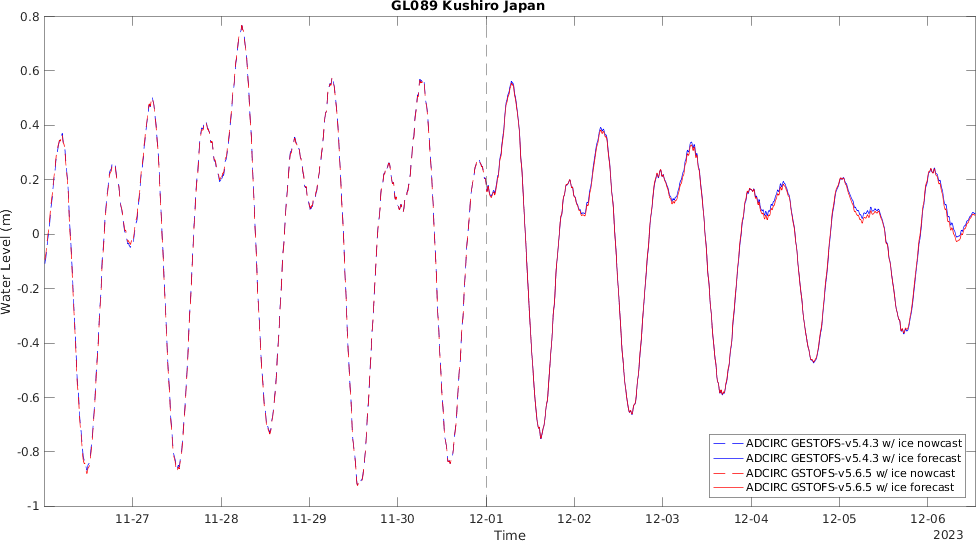 GL089 Kushiro Japan
0.8
0.6
0.4
0.2
0
-0.2
-0.4
-0.6
-0.8
-1
Water Level (m)
11-27 11-28 11-29 11-30 12-01 12-02 12-03 12-04 12-05 12-06
Time
2023
ADCIRC GESTOFS-v5.4.3 w/ ice nowcast
ADCIRC GESTOFS-v5.4.3 w/ ice forecast
ADCIRC GSTOFS-v5.6.5 w/ ice nowcast
ADCIRC GSTOFS-v5.6.5 w/ ice forecast